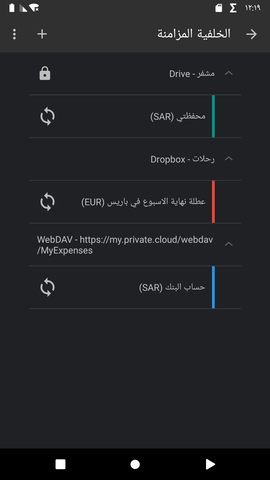 ١٢:١٩
الخلفية المزامنة
Drive - مشفر
محفظتي (SAR)
Dropbox - رحلات
عطلة نهاية الاسبوع في باريس (EUR)
WebDAV - https://my.private.cloud/webdav
/MyExpenses
حساب البنك (SAR)